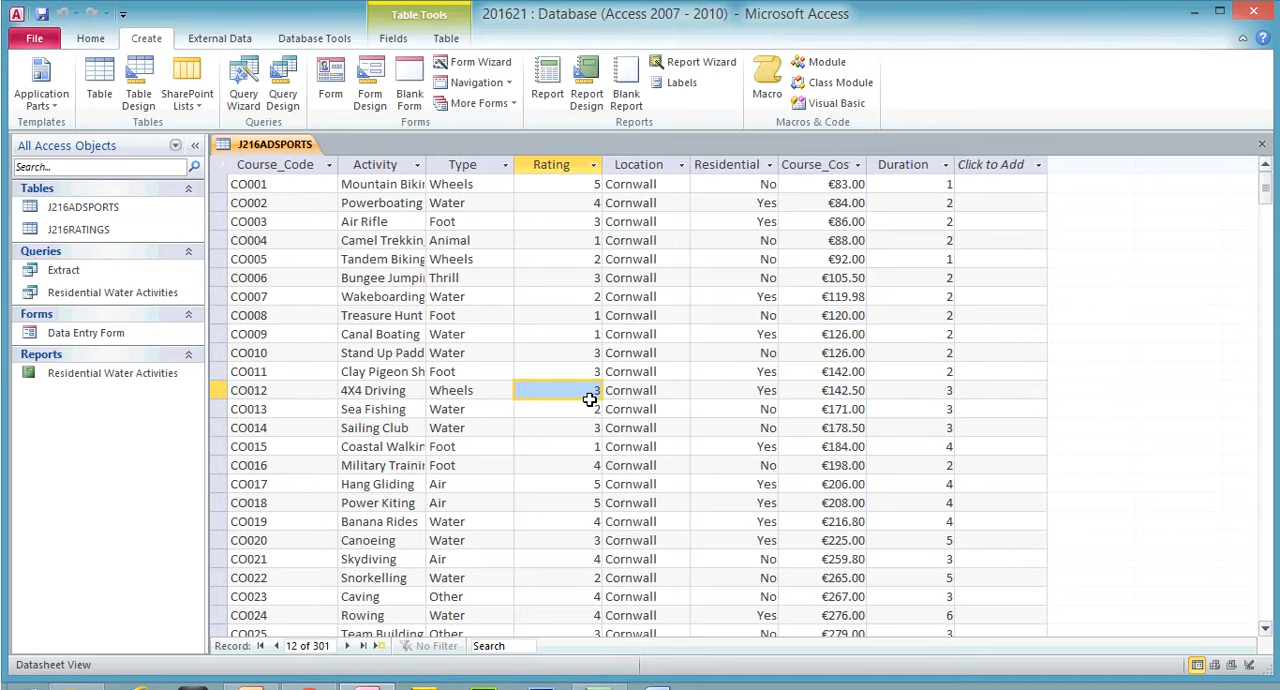 201621 : Database (Access 2007 - 2010) - Microsoft Access
Table Tools
File Home Create External Data Database Tools Fields Table
Application Parts Table Table Design SharePoint Lists Query Wizard Query Design Form Form Design Blank Form Form Wizard Navigation More Forms Report Report Design Blank Report Report Wizard Labels Macro Module Class Module Visual Basic
Templates Tables Queries Forms Reports Macros & Code
All Access Objects
Search...
Tables
J216ADSPORTS
J216RATINGS
Queries
Extract
Residential Water Activities
Forms
Data Entry Form
Reports
Residential Water Activities
J216ADSPORTS
Course_Code Activity Type Rating Location Residential Course_Cos Duration Click to Add
CO001 Mountain Bikin Wheels 5 Cornwall No €83.00 1
CO002 Powerboating Water 4 Cornwall Yes €84.00 2
CO003 Air Rifle Foot 3 Cornwall Yes €86.00 2
CO004 Camel Trekkin Animal 1 Cornwall No €88.00 2
CO005 Tandem Biking Wheels 2 Cornwall No €92.00 1
CO006 Bungee Jumpi Thrill 3 Cornwall No €105.50 2
CO007 Wakeboarding Water 2 Cornwall Yes €119.98 2
CO008 Treasure Hunt Foot 1 Cornwall No €120.00 2
CO009 Canal Boating Water 1 Cornwall Yes €126.00 2
CO010 Stand Up Padd Water 3 Cornwall No €126.00 2
CO011 Clay Pigeon Sh Foot 3 Cornwall Yes €142.00 2
CO012 4X4 Driving Wheels 3 Cornwall Yes €142.50 3
CO013 Sea Fishing Water 2 Cornwall No €171.00 3
CO014 Sailing Club Water 3 Cornwall No €178.50 3
CO015 Coastal Walkin Foot 1 Cornwall Yes €184.00 4
CO016 Military Traini Foot 4 Cornwall No €198.00 2
CO017 Hang Gliding Air 5 Cornwall Yes €206.00 4
CO018 Power Kiting Air 5 Cornwall Yes €208.00 4
CO019 Banana Rides Water 4 Cornwall Yes €216.80 4
CO020 Canoeing Water 3 Cornwall Yes €225.00 5
CO021 Skydiving Air 4 Cornwall No €259.80 3
CO022 Snorkelling Water 2 Cornwall No €265.00 5
CO023 Caving Other 4 Cornwall No €267.00 3
CO024 Rowing Water 4 Cornwall Yes €276.00 6
CO025 Team Building Other 3 Cornwall No €279.00 3
Record: 12 of 301 No Filter Search
Datasheet View